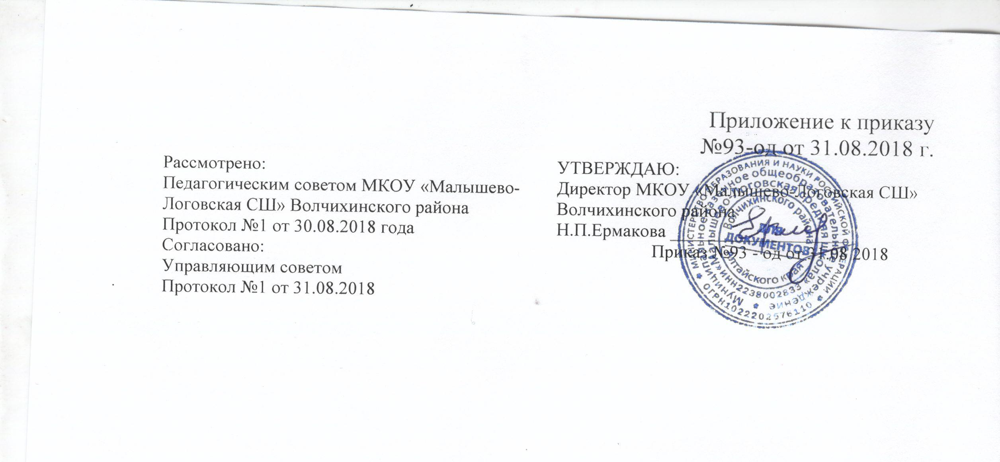 Приложение к приказу
№93-од от 31.08.2018 г.
Рассмотрено:
Педагогическим советом МКОУ «Малышево-
Логовская СШ» Волчихинского района
Протокол №1 от 30.08.2018 года
Согласовано:
Управляющим советом
Протокол №1 от 31.08.2018
УТВЕРЖДАЮ:
Директор МКОУ «Малышево-Логовская СШ»
Волчихинского района
Н.П.Ермакова
Приказ №93 - од от 31.08 2018
МИНИСТЕРСТВО ОБРАЗОВАНИЯ И НАУКИ РОССИЙСКОЙ ФЕДЕРАЦИИ
ОГРН1022202576110
Муниципальное казенное общеобразовательное учреждение
«Малышево-Логовская средняя школа» ИНН2238002833
Волчихинского района
Алтайского края
ДЛЯ
ДОКУМЕНТОВ